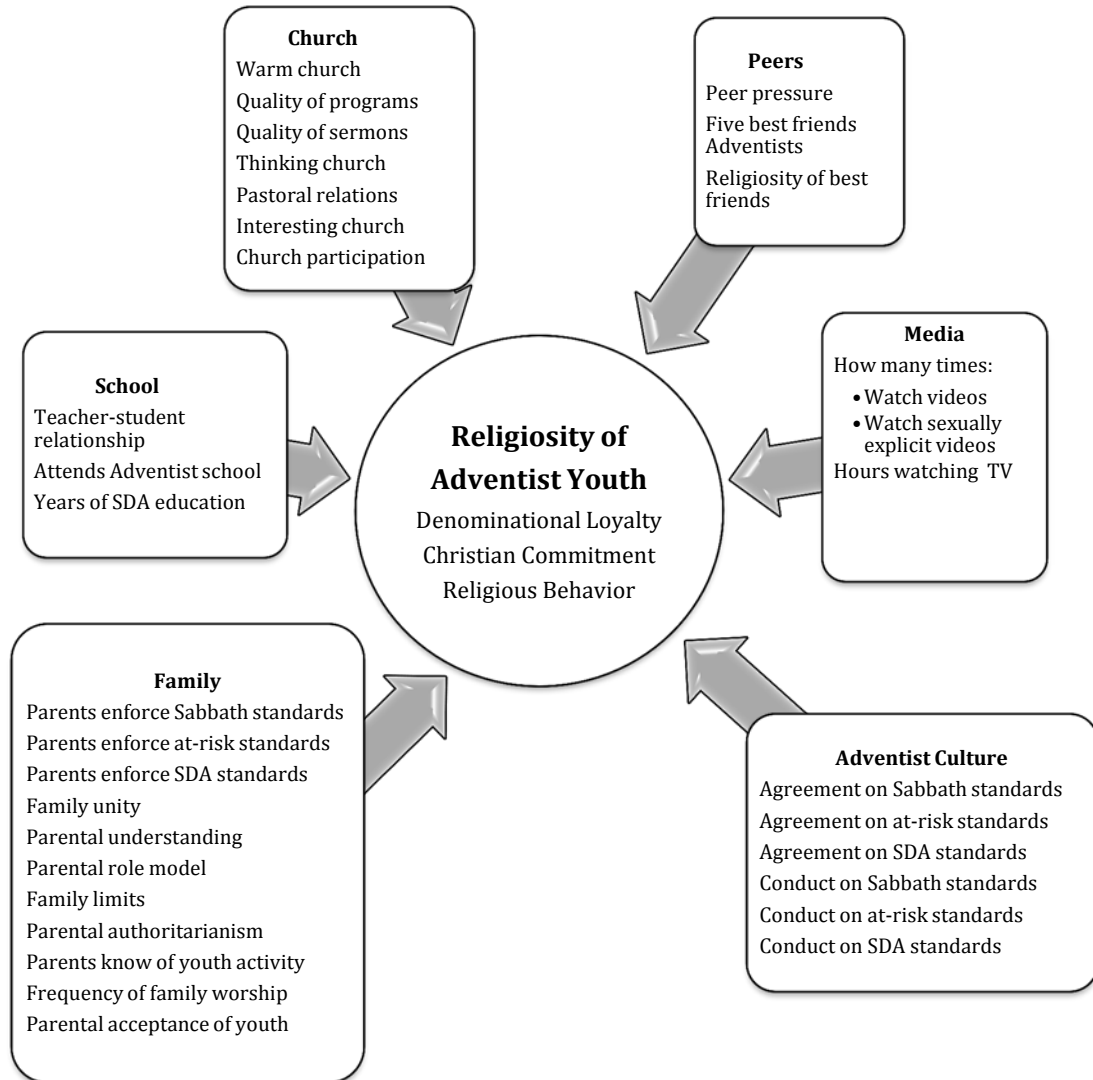 Church
Warm church
Quality of programs
Quality of sermons
Thinking church
Pastoral relations
Interesting church
Church participation
Peers
Peer pressure
Five best friends
Adventists
Religiosity of best
friends
School
Teacher-student
relationship
Attends Adventist school
Years of SDA education
Religiosity of
Adventist Youth
Denominational Loyalty
Christian Commitment
Religious Behavior
Media
How many times:
• Watch videos
• Watch sexually
explicit videos
Hours watching TV
Family
Parents enforce Sabbath standards
Parents enforce at-risk standards
Parents enforce SDA standards
Family unity
Parental understanding
Parental role model
Family limits
Parental authoritarianism
Parents know of youth activity
Frequency of family worship
Parental acceptance of youth
Adventist Culture
Agreement on Sabbath standards
Agreement on at-risk standards
Agreement on SDA standards
Conduct on Sabbath standards
Conduct on at-risk standards
Conduct on SDA standards